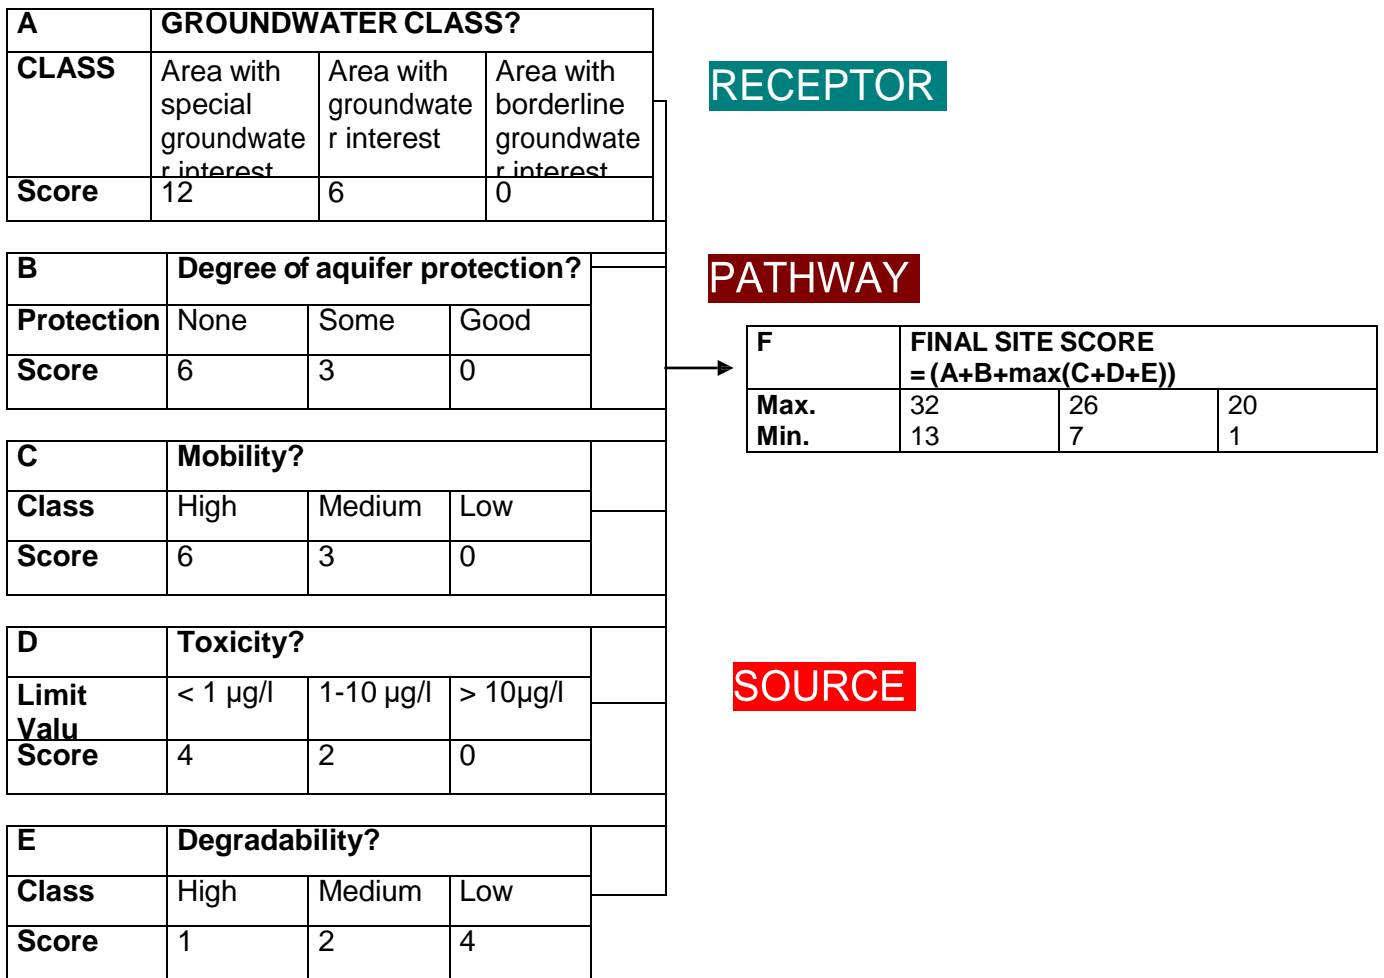 A GROUNDWATER CLASS?
CLASS Area with Area with Area with
special groundwate borderline
groundwate r interest groundwate
r interest r interest
Score 12 6 0
RECEPTOR
B Degree of aquifer protection?
Protection None Some Good
Score 6 3 0
PATHWAY
F FINAL SITE SCORE
= (A+B+max(C+D+E))
Max. 32 26 20
Min. 13 7 1
C Mobility?
Class High Medium Low
Score 6 3 0
D Toxicity?
Limit < 1 µg/l 1-10 µg/l > 10µg/l
Valu
Score 4 2 0
SOURCE
E Degradability?
Class High Medium Low
Score 1 2 4